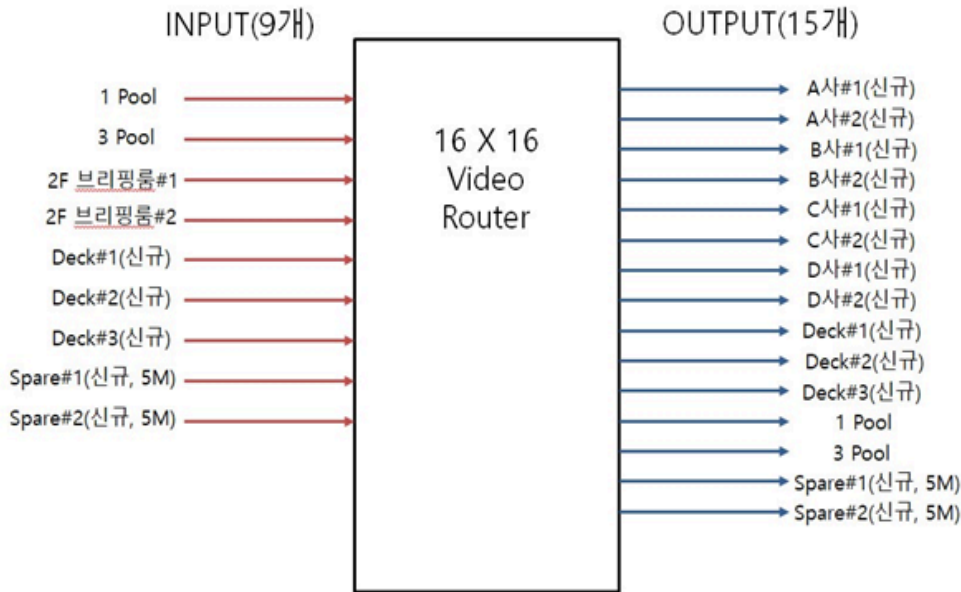 INPUT(9개)
1 Pool
3 Pool
2F 브리핑룸#1
2F 브리핑룸#2
Deck#1(신규)
Deck#2(신규)
Deck#3(신규)
Spare#1(신규, 5M)
Spare#2(신규, 5M)
16 X 16
Video
Router
OUTPUT(15개)
A사#1(신규)
A사#2(신규)
B사#1(신규)
B사#2(신규)
C사#1(신규)
C사#2(신규)
D사#1(신규)
D사#2(신규)
Deck#1(신규)
Deck#2(신규)
Deck#3(신규)
1 Pool
3 Pool
Spare#1(신규, 5M)
Spare#2(신규, 5M)